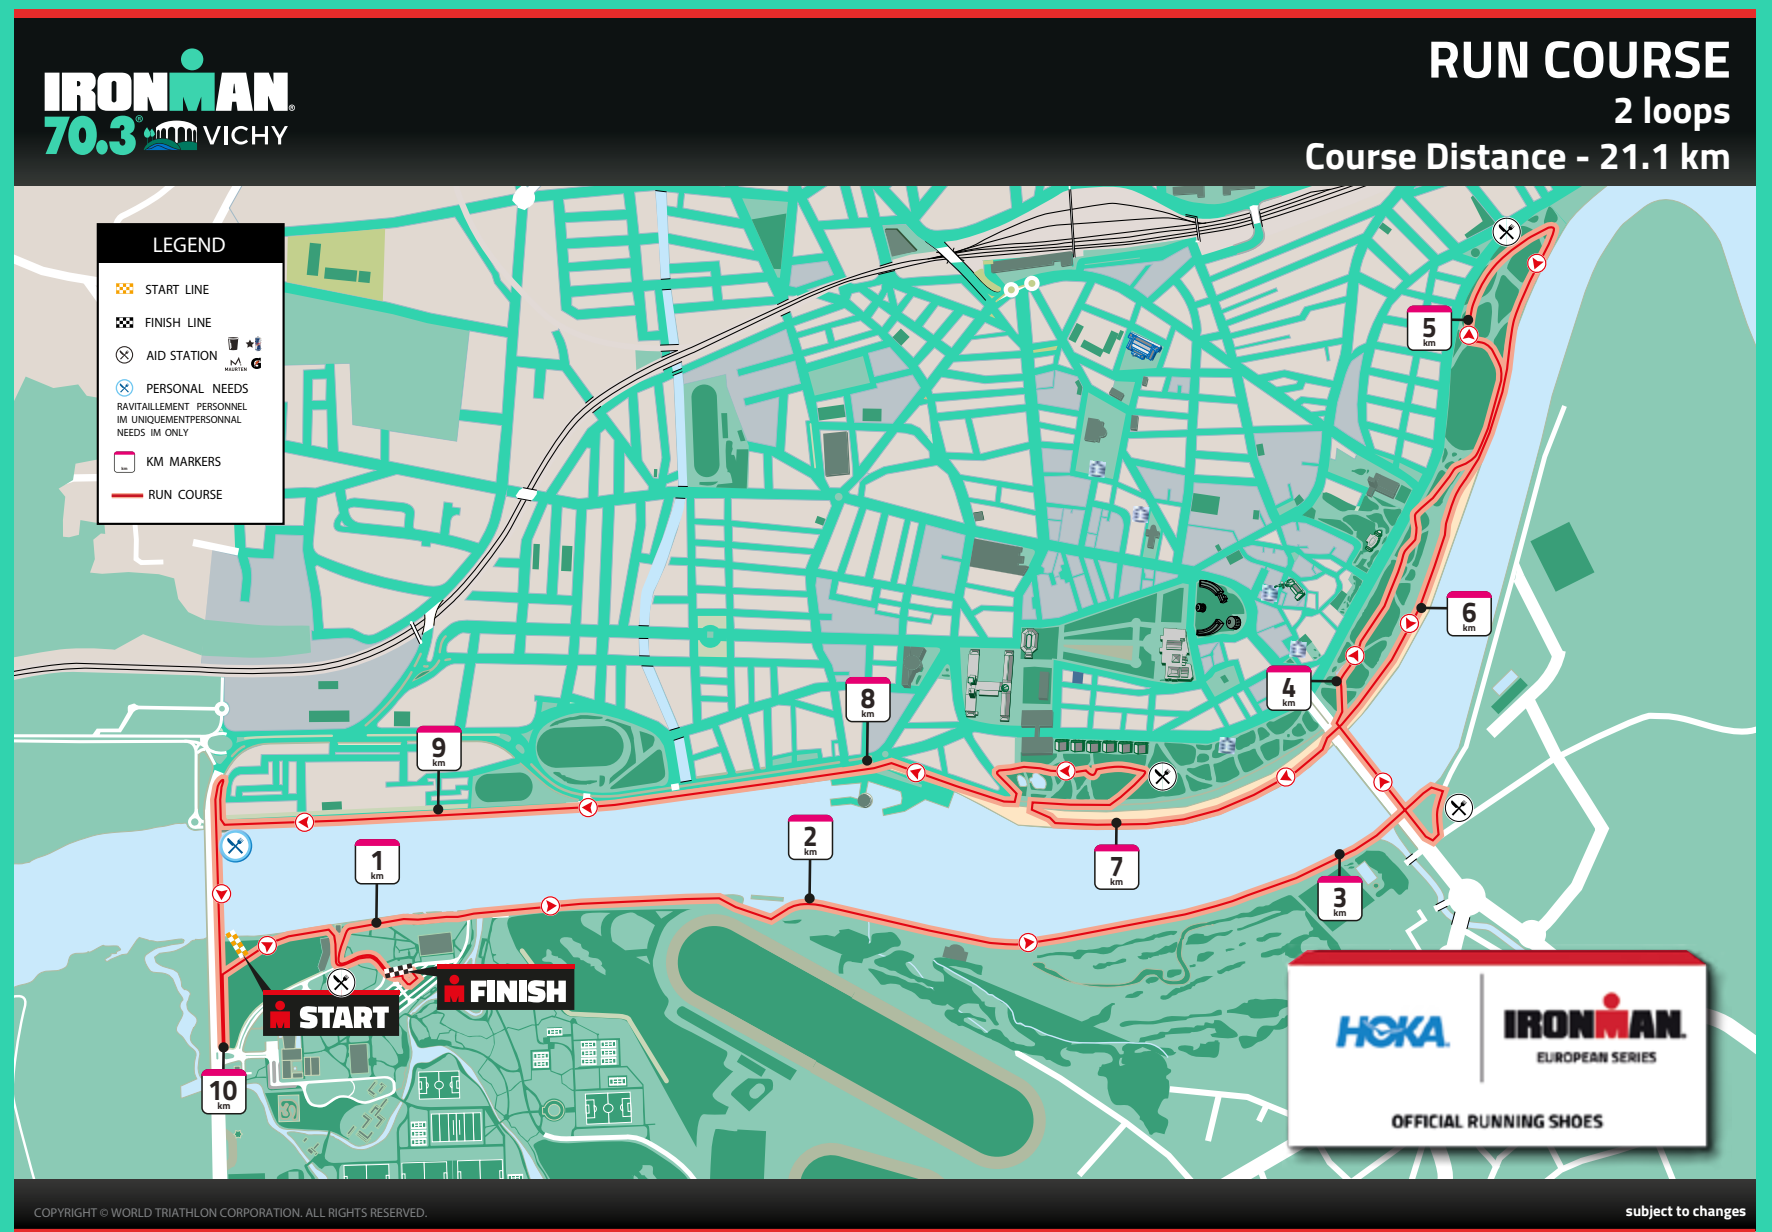 IRONMAN®
70.3® VICHY
RUN COURSE
2 loops
Course Distance - 21.1 km
LEGEND
START LINE
FINISH LINE
AID STATION
MAURTEN
PERSONAL NEEDS
RAVITAILLEMENT PERSONNEL
IM UNIQUEMENTPERSONNAL
NEEDS IM ONLY
KM MARKERS
RUN COURSE
5
km
6
km
4
km
8
km
9
km
2
km
1
km
7
km
3
km
FINISH
START
10
km
HOKA
IRONMAN
EUROPEAN SERIES
OFFICIAL RUNNING SHOES
COPYRIGHT © WORLD TRIATHLON CORPORATION. ALL RIGHTS RESERVED.
subject to changes